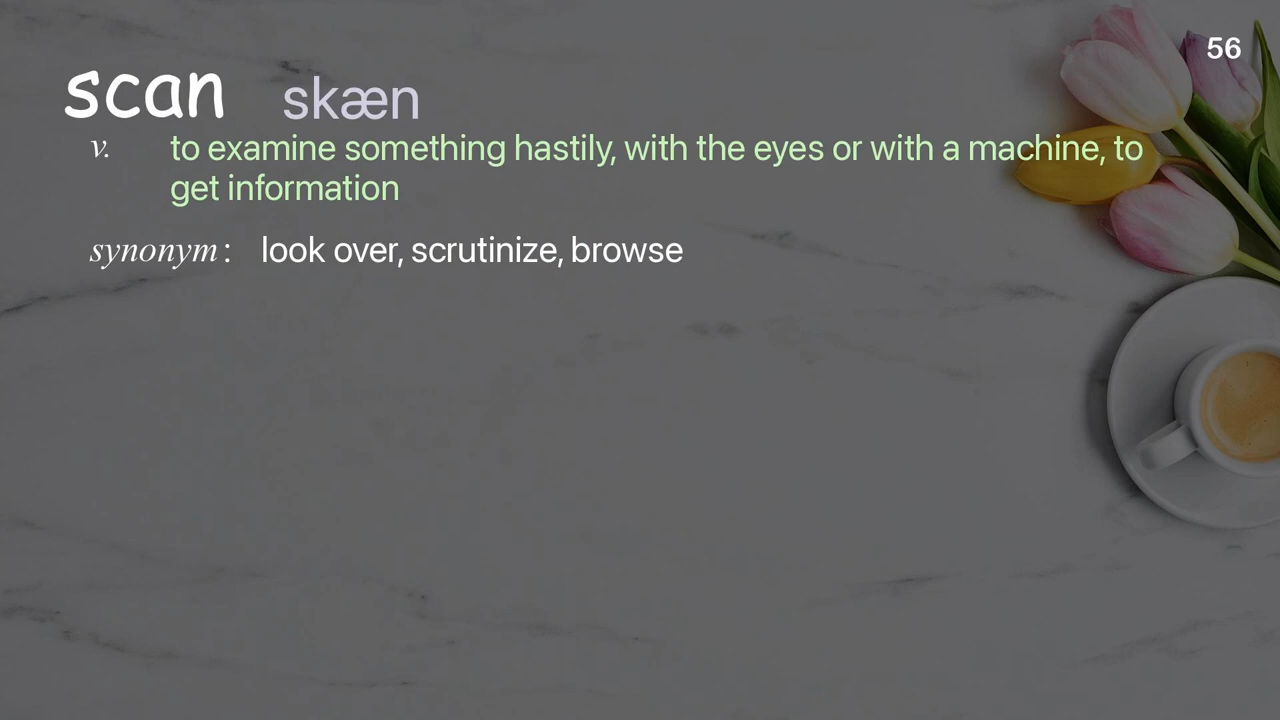 56
scan skæn
v. to examine something hastily, with the eyes or with a machine, to
get information
synonym: look over, scrutinize, browse